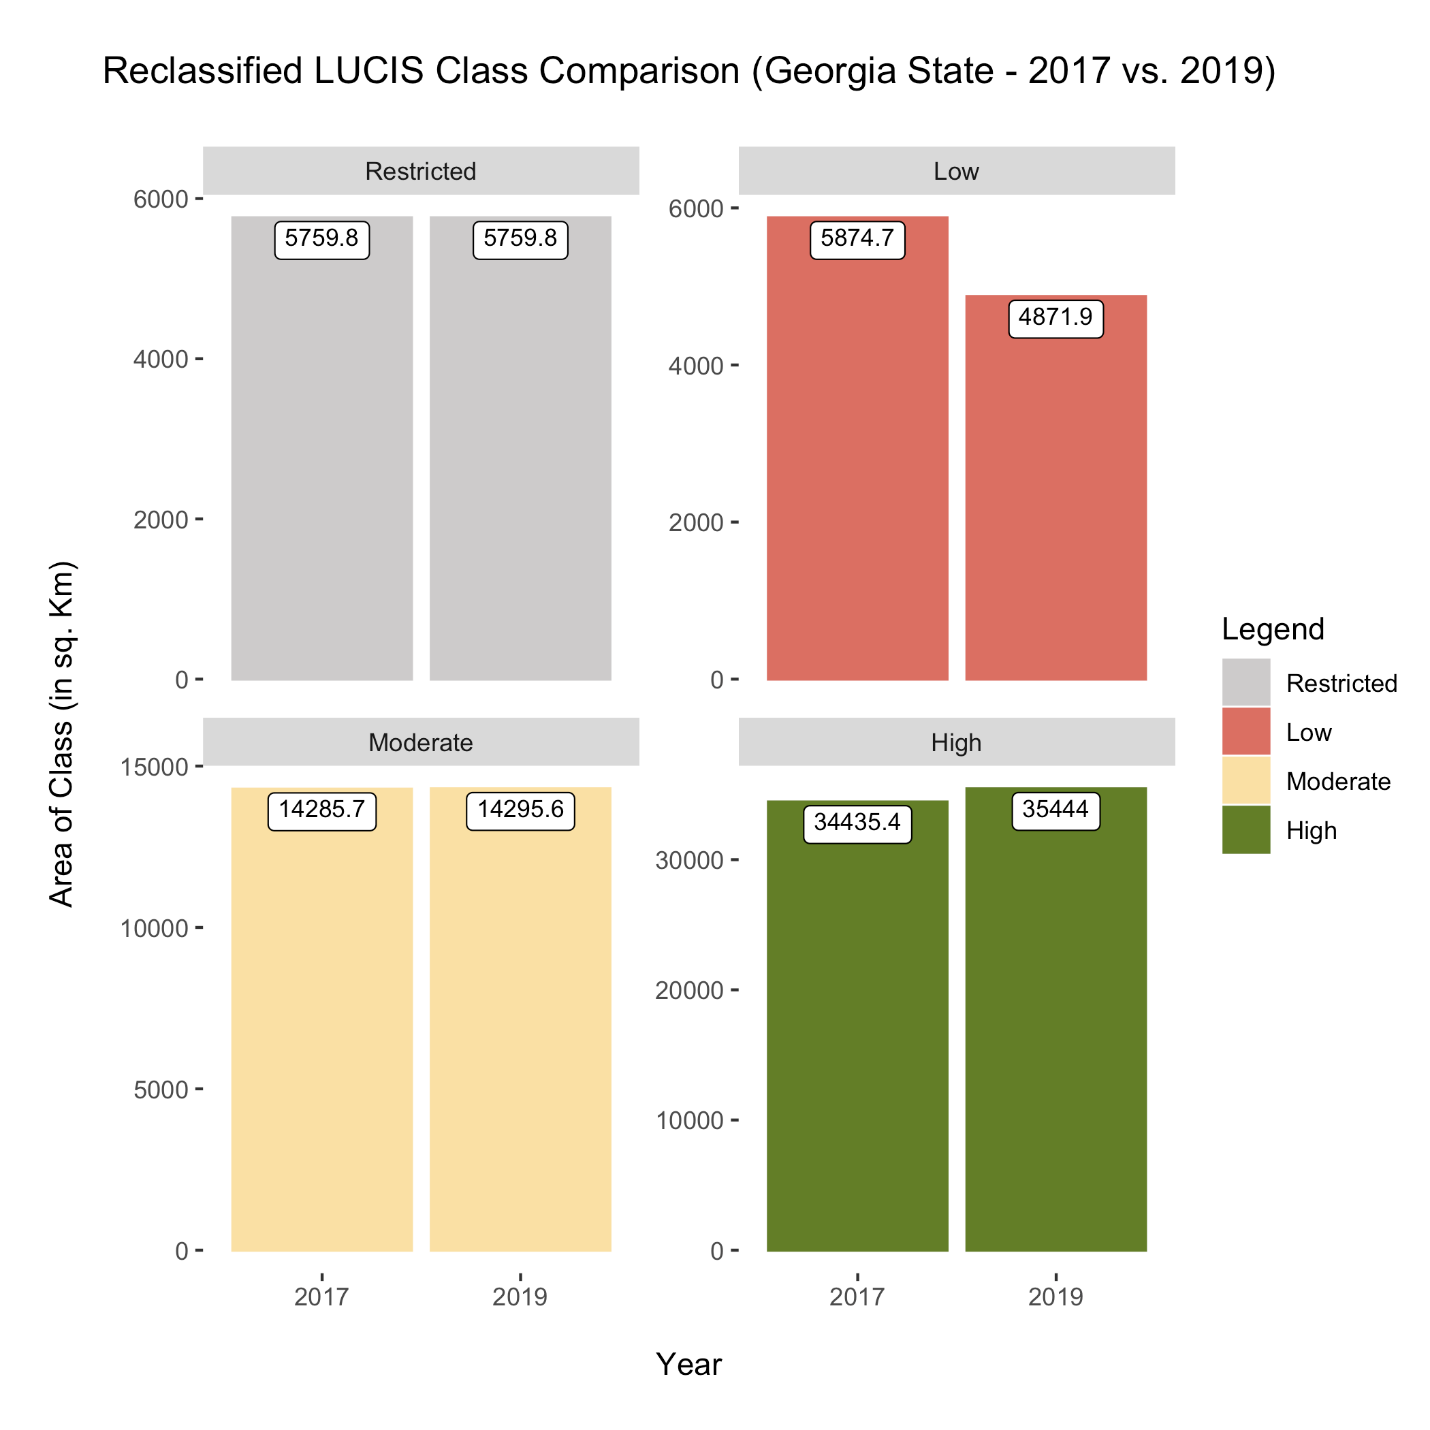 Reclassified LUCIS Class Comparison (Georgia State - 2017 vs. 2019)
Restricted
6000
4000
2000
0
5759.8
5759.8
Low
6000
4000
2000
0
5874.7
4871.9
Moderate
15000
10000
5000
0
14285.7
14295.6
2017
2019
High
30000
20000
10000
0
34435.4
35444
2017
2019
Area of Class (in sq. Km)
Year
Legend
Restricted
Low
Moderate
High